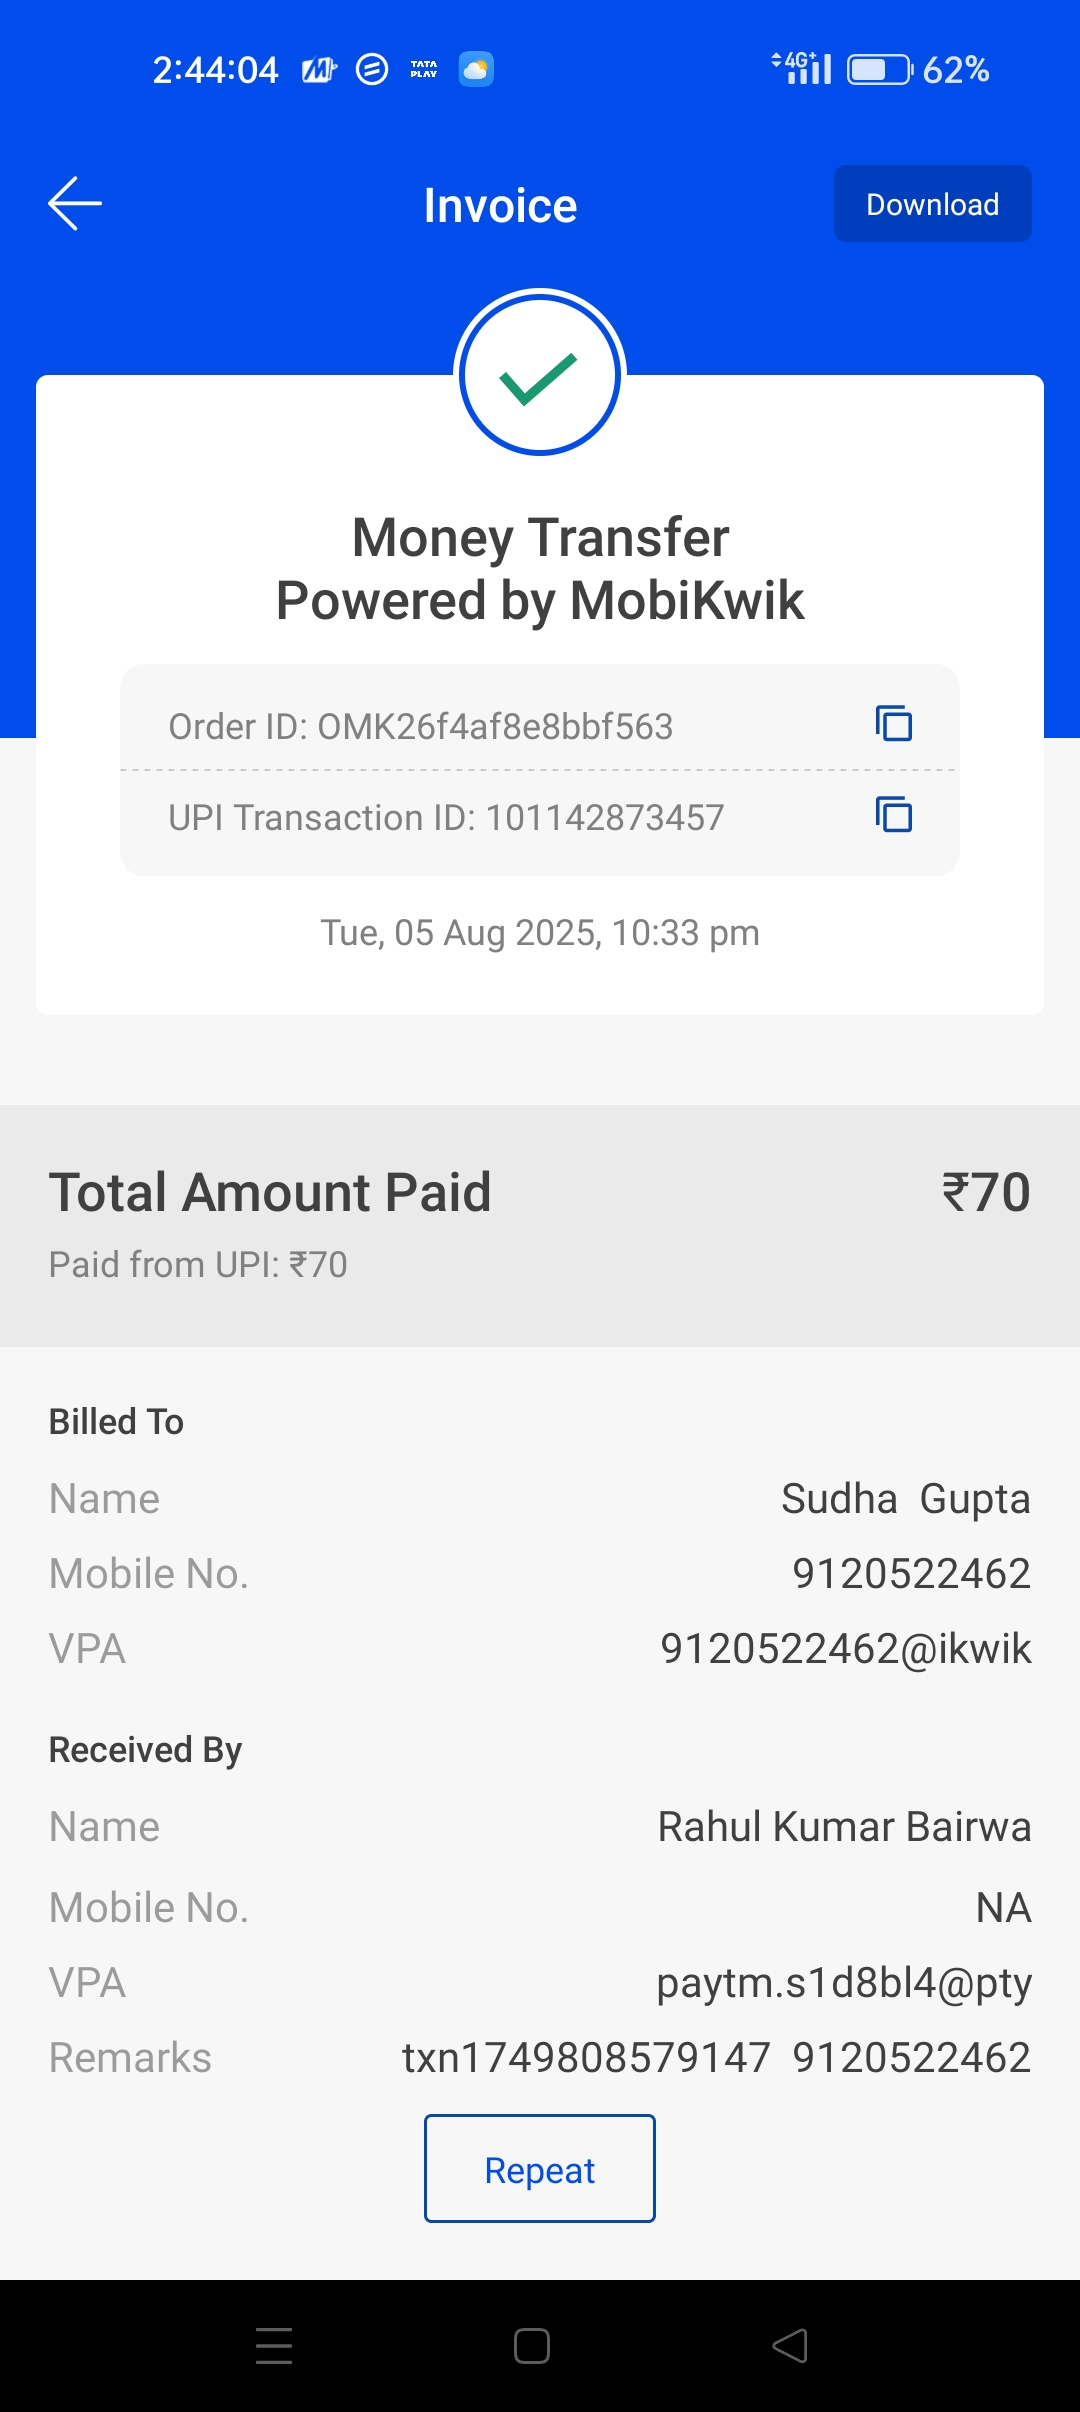 2:44:04 TATA PLAY 4G+ 62%
Invoice
Download
Money Transfer
Powered by MobiKwik
Order ID: OMK26f4af8e8bbf563
UPI Transaction ID: 101142873457
Tue, 05 Aug 2025, 10:33 pm
Total Amount Paid ₹70
Paid from UPI: ₹70
Billed To
Name Sudha Gupta
Mobile No. 9120522462
VPA 9120522462@ikwik
Received By
Name Rahul Kumar Bairwa
Mobile No. NA
VPA paytm.s1d8bl4@pty
Remarks txn1749808579147 9120522462
Repeat